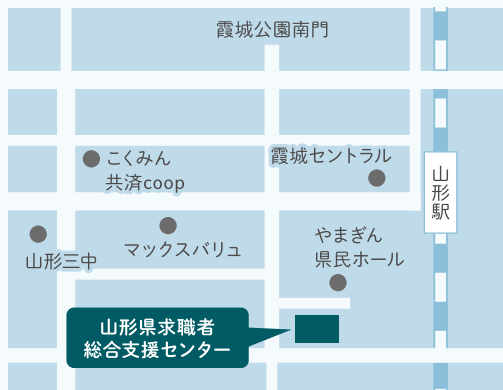 霞城公園南門
こくみん
共済coop
霞城セントラル
山形駅
山形三中
マックスバリュ
やまぎん
県民ホール
山形県求職者
総合支援センター